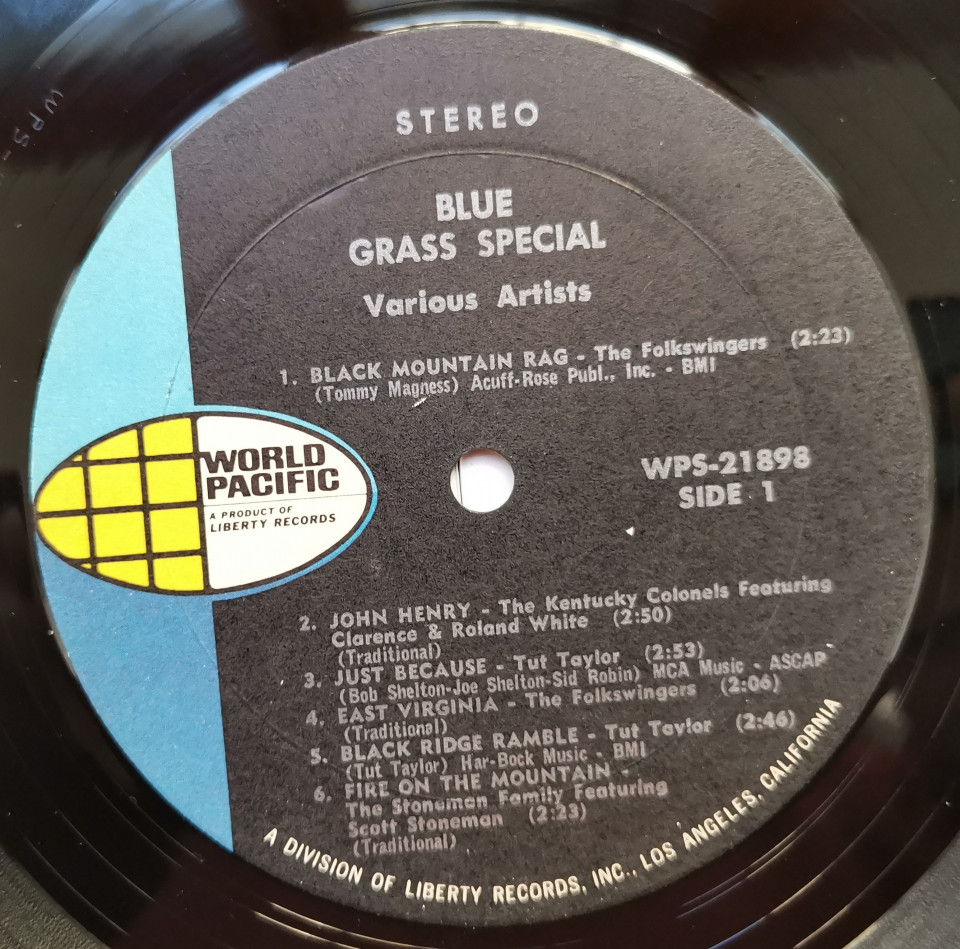 WPS-
STEREO
BLUE
GRASS SPECIAL
Various Artists
1. BLACK MOUNTAIN RAG - The Folkswingers (2:23)
(Tommy Magness) Acuff-Rose Publ., Inc. - BMI
WORLD
PACIFIC
A PRODUCT OF
LIBERTY RECORDS
WPS-21898
SIDE 1
2. JOHN HENRY - The Kentucky Colonels Featuring
Clarence & Roland White (2:50)
(Traditional)
3. JUST BECAUSE - Tut Taylor (2:53)
(Bob Shelton-Joe Shelton-Sid Robin) MCA Music - ASCAP
4. EAST VIRGINIA - The Folkswingers (2:06)
(Traditional)
5. BLACK RIDGE RAMBLE - Tut Taylor (2:46)
(Tut Taylor) Har-Bock Music - BMI
6. FIRE ON THE MOUNTAIN -
The Stoneman Family Featuring
Scott Stoneman (2:23)
(Traditional)
A DIVISION OF LIBERTY RECORDS, INC., LOS ANGELES, CALIFORNIA